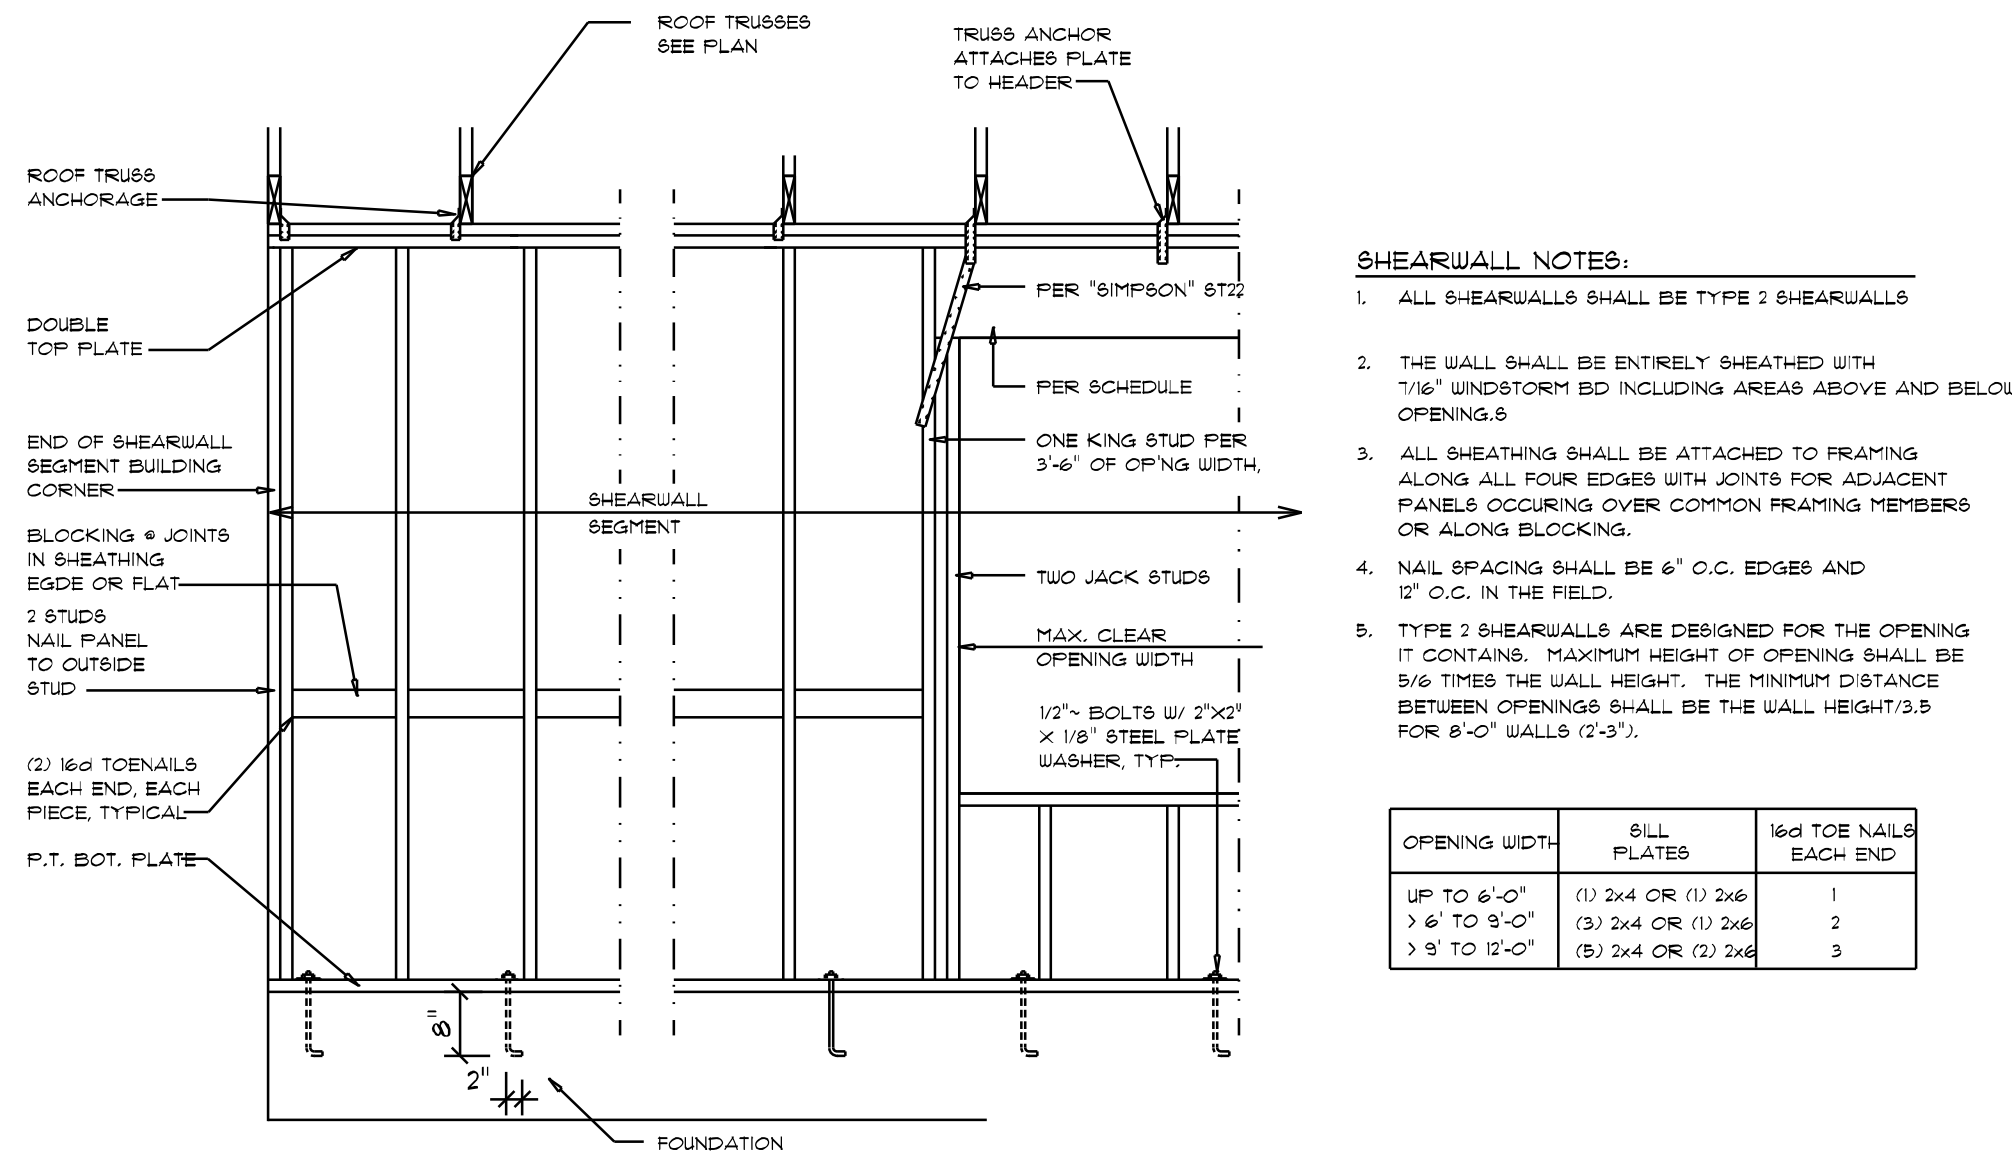 ROOF TRUSSES
SEE PLAN
TRUSS ANCHOR
ATTACHES PLATE
TO HEADER
ROOF TRUSS
ANCHORAGE
DOUBLE
TOP PLATE
END OF SHEARWALL
SEGMENT BUILDING
CORNER
BLOCKING @ JOINTS
IN SHEATHING
EGDE OR FLAT
2 STUDS
NAIL PANEL
TO OUTSIDE
STUD
(2) 16d TOENAILS
EACH END, EACH
PIECE, TYPICAL
P.T. BOT. PLATE
SHEARWALL
SEGMENT
PER "SIMPSON" ST22
PER SCHEDULE
ONE KING STUD PER
3'-6" OF OP'NG WIDTH,
TWO JACK STUDS
MAX. CLEAR
OPENING WIDTH
1/2"~ BOLTS W/ 2"X2"
X 1/8" STEEL PLATE
WASHER, TYP.
8"
2"
FOUNDATION
SHEARWALL NOTES:
1. ALL SHEARWALLS SHALL BE TYPE 2 SHEARWALLS
2. THE WALL SHALL BE ENTIRELY SHEATHED WITH
7/16" WINDSTORM BD INCLUDING AREAS ABOVE AND BELOW
OPENING.S
3. ALL SHEATHING SHALL BE ATTACHED TO FRAMING
ALONG ALL FOUR EDGES WITH JOINTS FOR ADJACENT
PANELS OCCURING OVER COMMON FRAMING MEMBERS
OR ALONG BLOCKING.
4. NAIL SPACING SHALL BE 6" O.C. EDGES AND
12" O.C. IN THE FIELD.
5. TYPE 2 SHEARWALLS ARE DESIGNED FOR THE OPENING
IT CONTAINS. MAXIMUM HEIGHT OF OPENING SHALL BE
5/6 TIMES THE WALL HEIGHT. THE MINIMUM DISTANCE
BETWEEN OPENINGS SHALL BE THE WALL HEIGHT/3.5
FOR 8'-0" WALLS (2'-3").
OPENING WIDTH
SILL
PLATES
16d TOE NAILS
EACH END
UP TO 6'-0" (1) 2x4 OR (1) 2x6 1
> 6' TO 9'-0" (3) 2x4 OR (1) 2x6 2
> 9' TO 12'-0" (5) 2x4 OR (2) 2x6 3